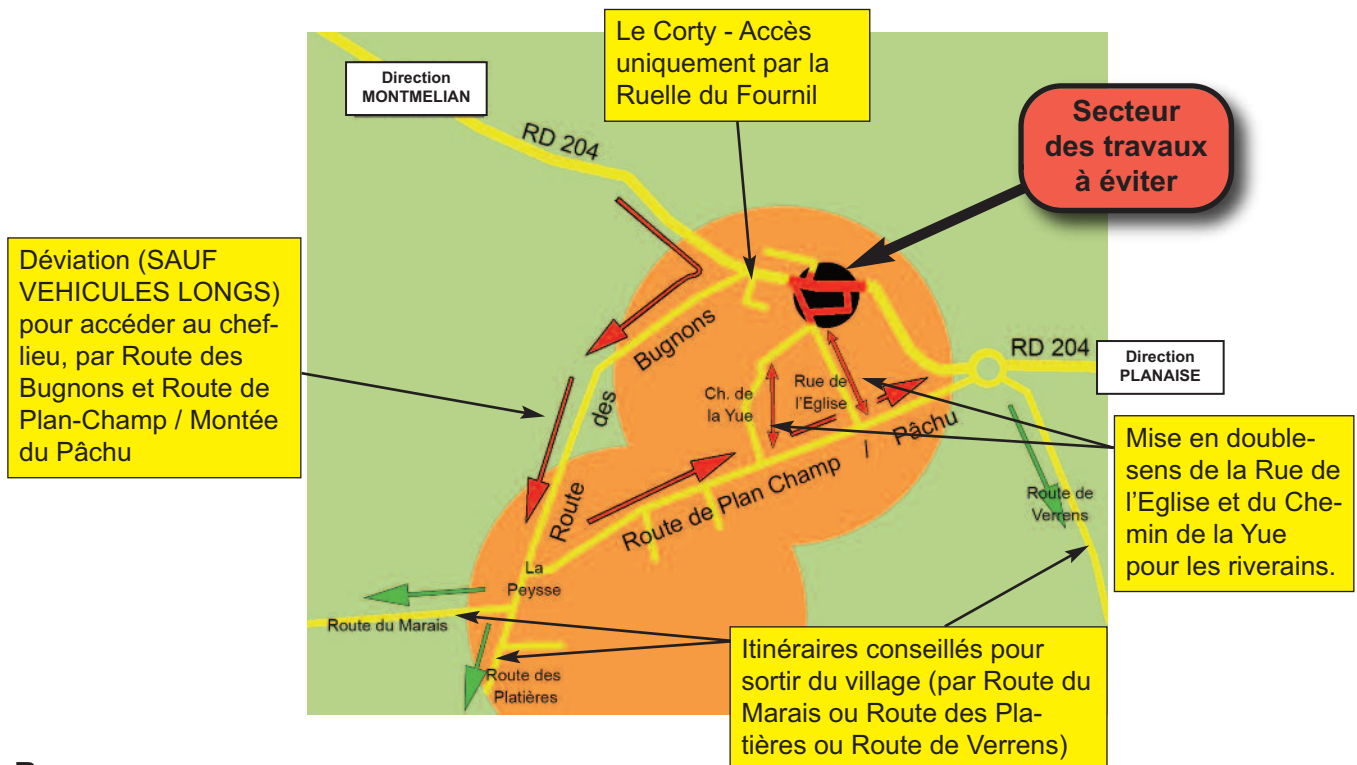 Le Corty - Accès
uniquement par la
Ruelle du Fournil
Direction
MONTMELIAN
RD 204
Secteur
des travaux
à éviter
Déviation (SAUF
VEHICULES LONGS)
pour accéder au chef-
lieu, par Route des
Bugnons et Route de
Plan-Champ / Montée
du Pâchu
Route des Bugnons
Ch. de
la Yue
Rue de
l'Eglise
RD 204
Direction
PLANAISE
Route de Plan Champ / Pâchu
Mise en double-
sens de la Rue de
l'Eglise et du Che-
min de la Yue
pour les riverains.
Route de
Verrens
La
Peysse
Route du Marais
Route des
Platières
Itinéraires conseillés pour
sortir du village (par Route du
Marais ou Route des Pla-
tières ou Route de Verrens)